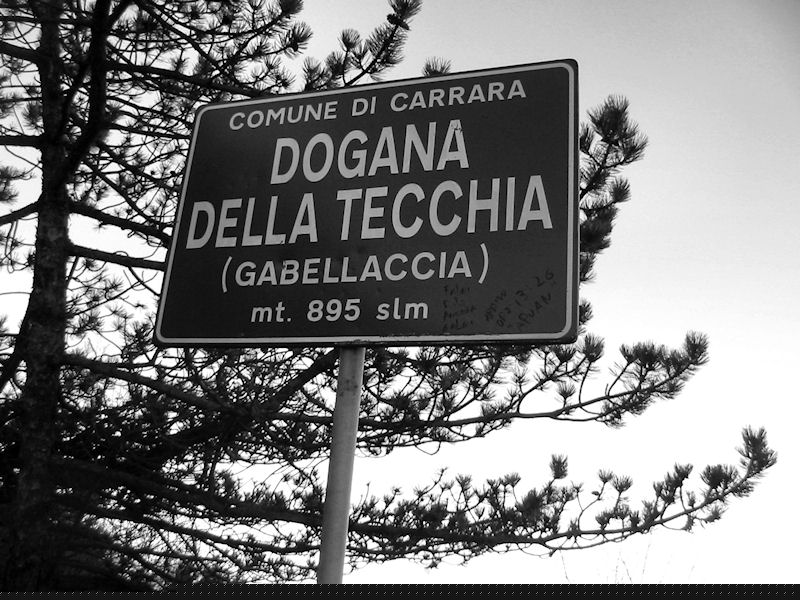 COMUNE DI CARRARA
DOGANA
DELLA TECCHIA
(GABELLACCIA)
mt. 895 slm